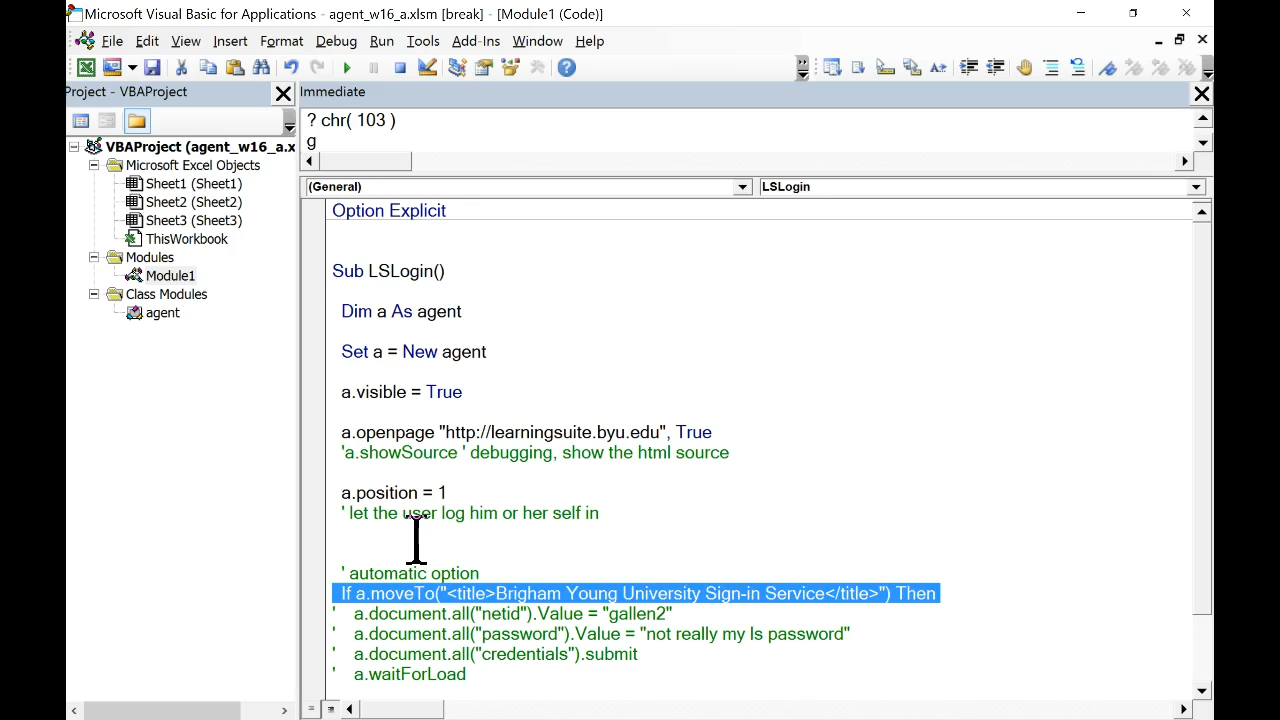 Microsoft Visual Basic for Applications - agent_w16_a.xlsm [break] - [Module1 (Code)]
File Edit View Insert Format Debug Run Tools Add-Ins Window Help
Project - VBAProject
VBAProject (agent_w16_a.x
Microsoft Excel Objects
Sheet1 (Sheet1)
Sheet2 (Sheet2)
Sheet3 (Sheet3)
ThisWorkbook
Modules
Module1
Class Modules
agent
Immediate
? chr( 103 )
g
(General) LSLogin
Option Explicit
Sub LSLogin()
Dim a As agent
Set a = New agent
a.visible = True
a.openpage "http://learningsuite.byu.edu", True
'a.showSource ' debugging, show the html source
a.position = 1
' let the user log him or her self in
' automatic option
If a.moveTo("<title>Brigham Young University Sign-in Service</title>") Then
' a.document.all("netid").Value = "gallen2"
' a.document.all("password").Value = "not really my ls password"
' a.document.all("credentials").submit
' a.waitForLoad